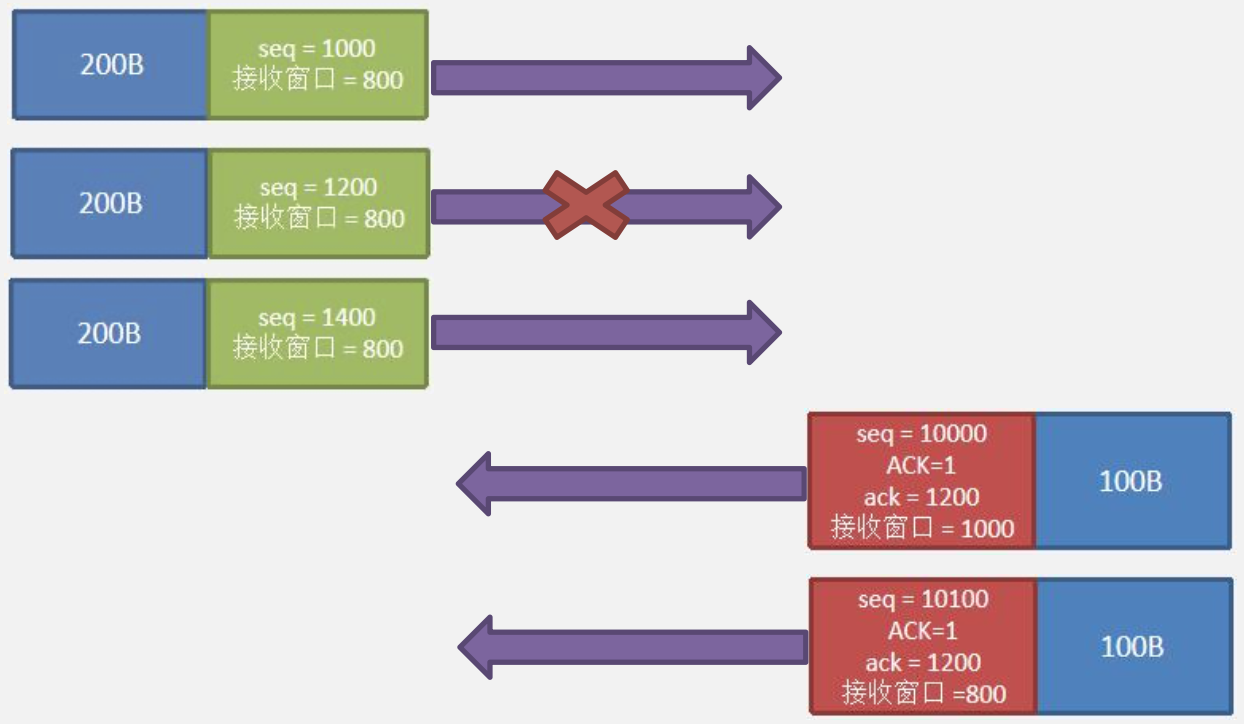 200B
seq = 1000
接收窗口 = 800
200B
seq = 1200
接收窗口 = 800
200B
seq = 1400
接收窗口 = 800
seq = 10000
ACK=1
ack = 1200
接收窗口 = 1000
100B
seq = 10100
ACK=1
ack = 1200
接收窗口 =800
100B